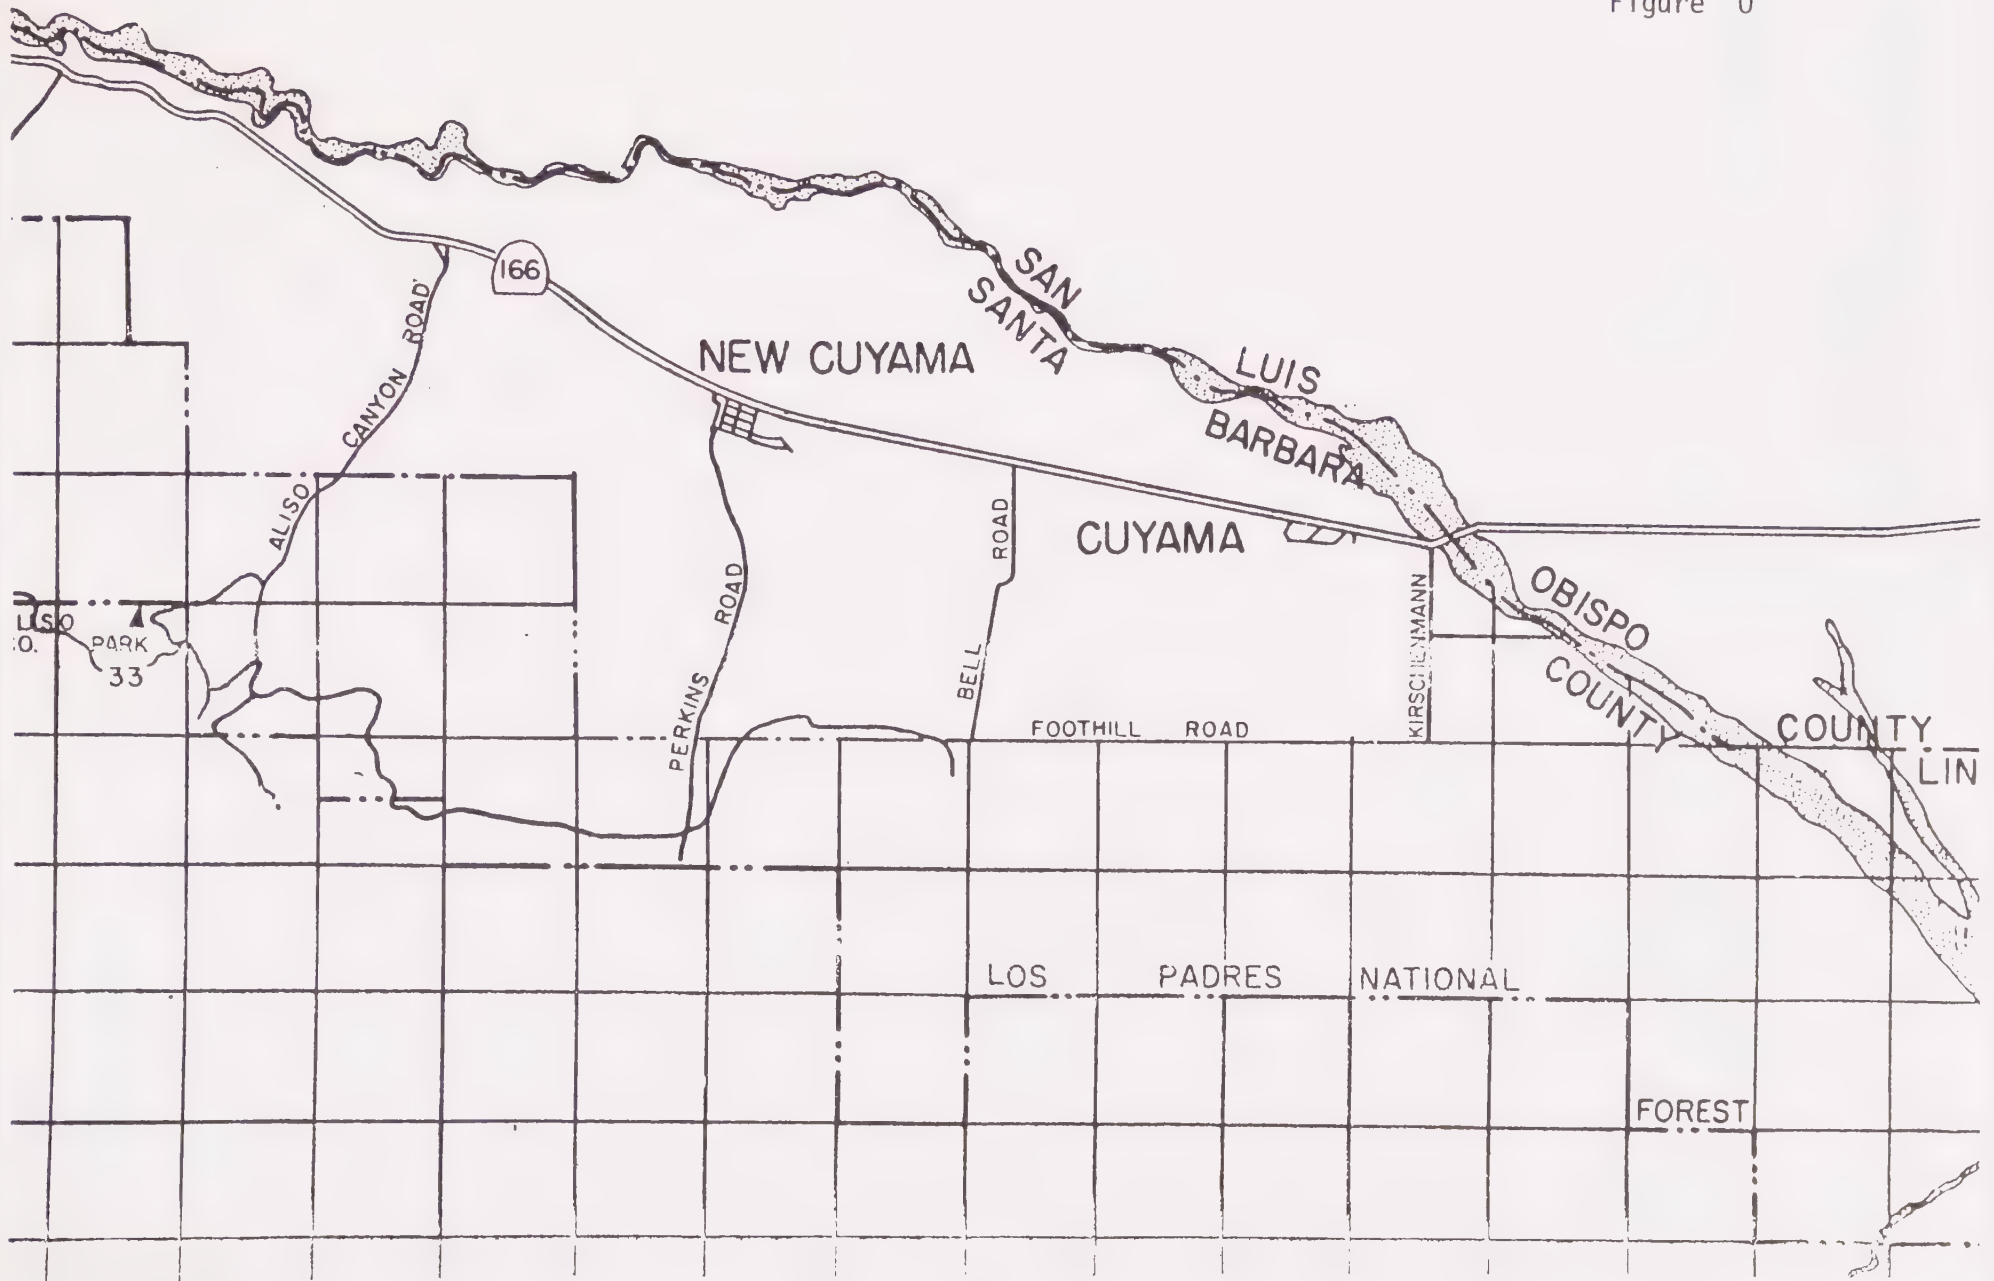 Figure 0
166
SAN LUIS OBISPO COUNTY
SANTA BARBARA COUNTY
LIN
NEW CUYAMA
CUYAMA
ALISO CANYON ROAD
PERKINS ROAD
BELL ROAD
KIRSCHENMANN
FOOTHILL ROAD
PARK
33
LOS PADRES NATIONAL
FOREST